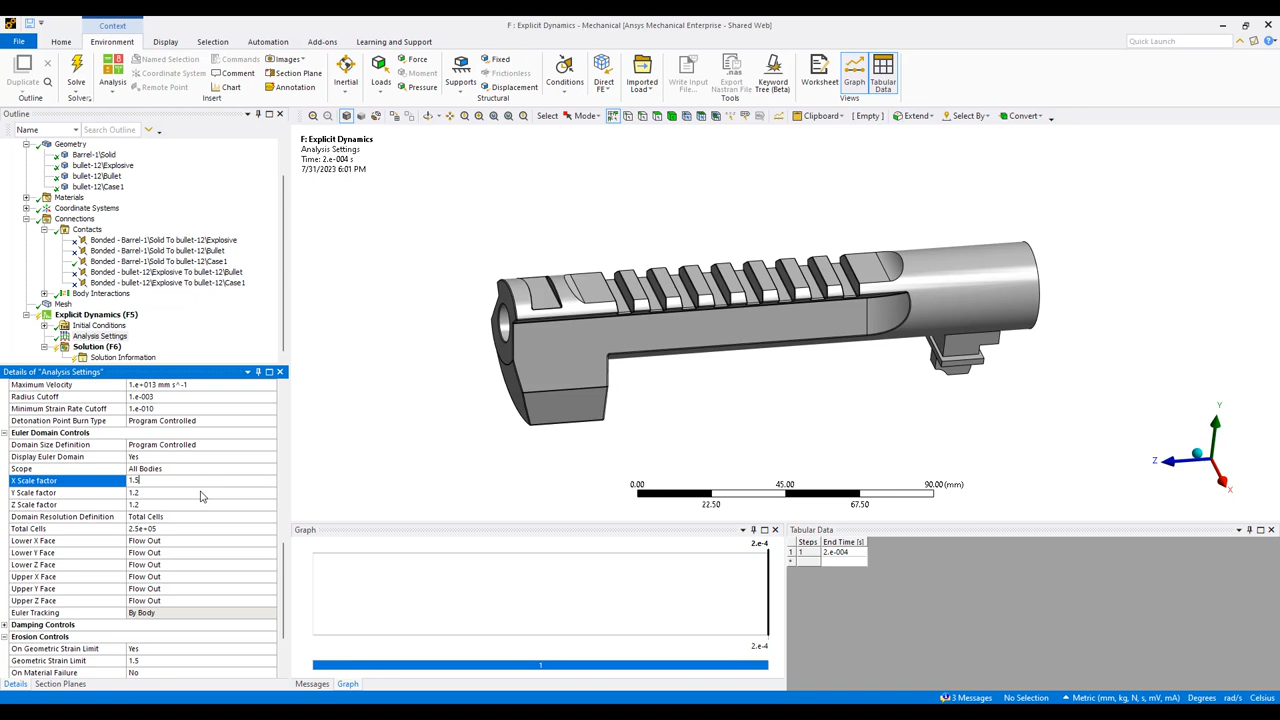 Context
F : Explicit Dynamics - Mechanical [Ansys Mechanical Enterprise - Shared Web]
File Home Environment Display Selection Automation Add-ons Learning and Support
Quick Launch
Duplicate
Outline
Solve
Solver
Analysis
Named Selection
Coordinate System
Remote Point
Commands
Comment
Chart
Images
Section Plane
Annotation
Insert
Inertial
Loads
Force
Moment
Pressure
Supports
Fixed
Frictionless
Displacement
Structural
Conditions
Direct FE
Imported Load
Write Input File...
Export Nastran File
Keyword Tree (Beta)
Tools
Worksheet
Graph
Tabular Data
Views
Outline
Name
Search Outline
Select Mode
Clipboard [ Empty ] Extend Select By Convert
Geometry
Barrel-1\Solid
bullet-12\Explosive
bullet-12\Bullet
bullet-12\Case1
Materials
Coordinate Systems
Connections
Contacts
Bonded - Barrel-1\Solid To bullet-12\Explosive
Bonded - Barrel-1\Solid To bullet-12\Bullet
Bonded - Barrel-1\Solid To bullet-12\Case1
Bonded - bullet-12\Explosive To bullet-12\Bullet
Bonded - bullet-12\Explosive To bullet-12\Case1
Body Interactions
Mesh
Explicit Dynamics (F5)
Initial Conditions
Analysis Settings
Solution (F6)
Solution Information
F: Explicit Dynamics
Analysis Settings
Time: 2.e-004 s
7/31/2023 6:01 PM
Y
Z
X
0.00 45.00 90.00 (mm)
22.50 67.50
Details of "Analysis Settings"
Maximum Velocity 1.e+013 mm s^-1
Radius Cutoff 1.e-003
Minimum Strain Rate Cutoff 1.e-010
Detonation Point Burn Type Program Controlled
Euler Domain Controls
Domain Size Definition Program Controlled
Display Euler Domain Yes
Scope All Bodies
X Scale factor 1.5
Y Scale factor 1.2
Z Scale factor 1.2
Domain Resolution Definition Total Cells
Total Cells 2.5e+05
Lower X Face Flow Out
Lower Y Face Flow Out
Lower Z Face Flow Out
Upper X Face Flow Out
Upper Y Face Flow Out
Upper Z Face Flow Out
Euler Tracking By Body
Damping Controls
Erosion Controls
On Geometric Strain Limit Yes
Geometric Strain Limit 1.5
On Material Failure No
Details Section Planes
Graph
2.e-4
2.e-4
1
Messages Graph
Tabular Data
Steps End Time [s]
1 1 2.e-004
*
3 Messages No Selection Metric (mm, kg, N, s, mV, mA) Degrees rad/s Celsius